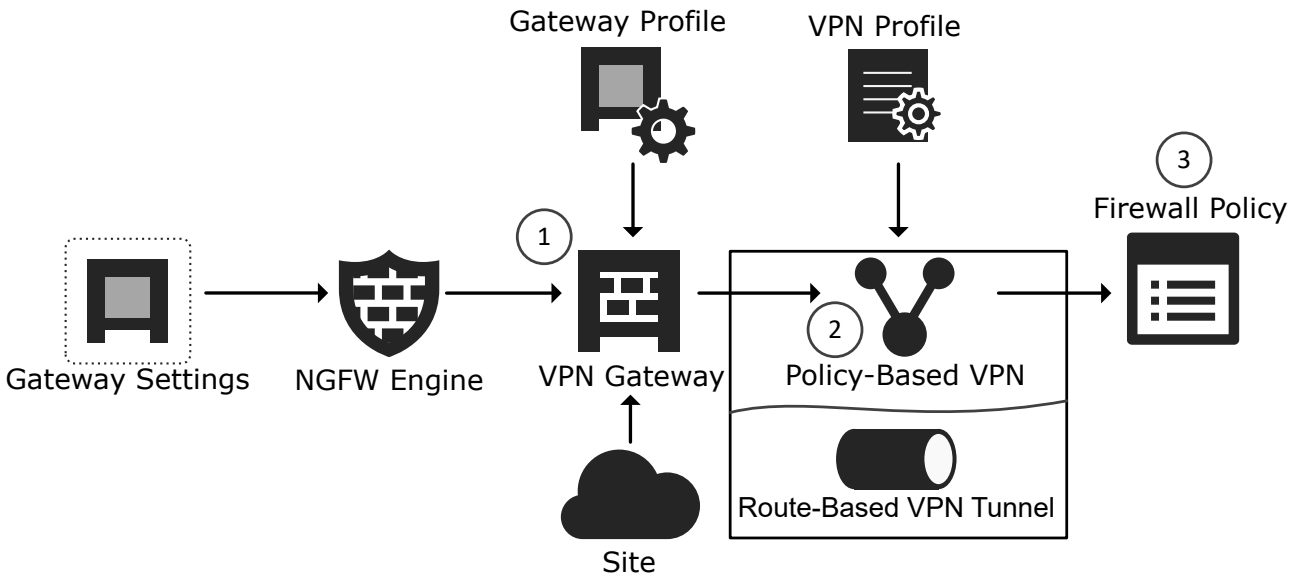 Gateway Profile
VPN Profile
3
Firewall Policy
1
2
Gateway Settings
NGFW Engine
VPN Gateway
Policy-Based VPN
Route-Based VPN Tunnel
Site